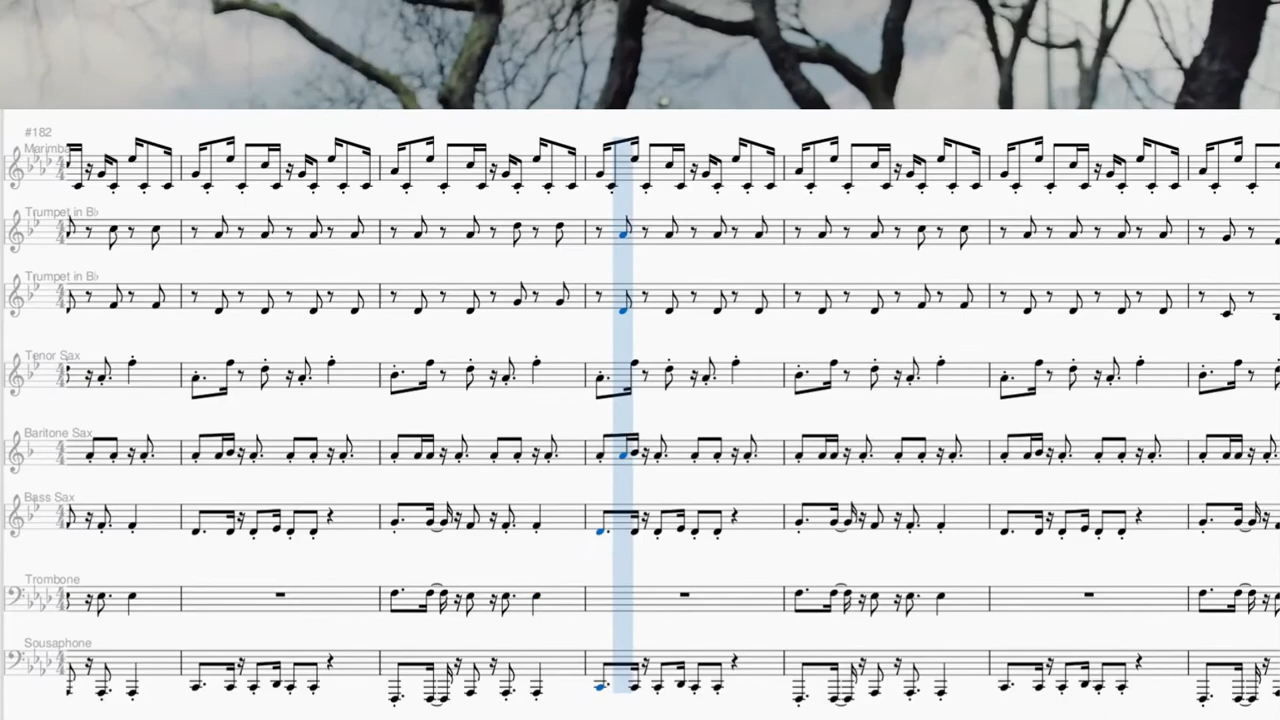 #182
Marimba
Trumpet in B♭
Trumpet in B♭
Tenor Sax
Baritone Sax
Bass Sax
Trombone
Sousaphone